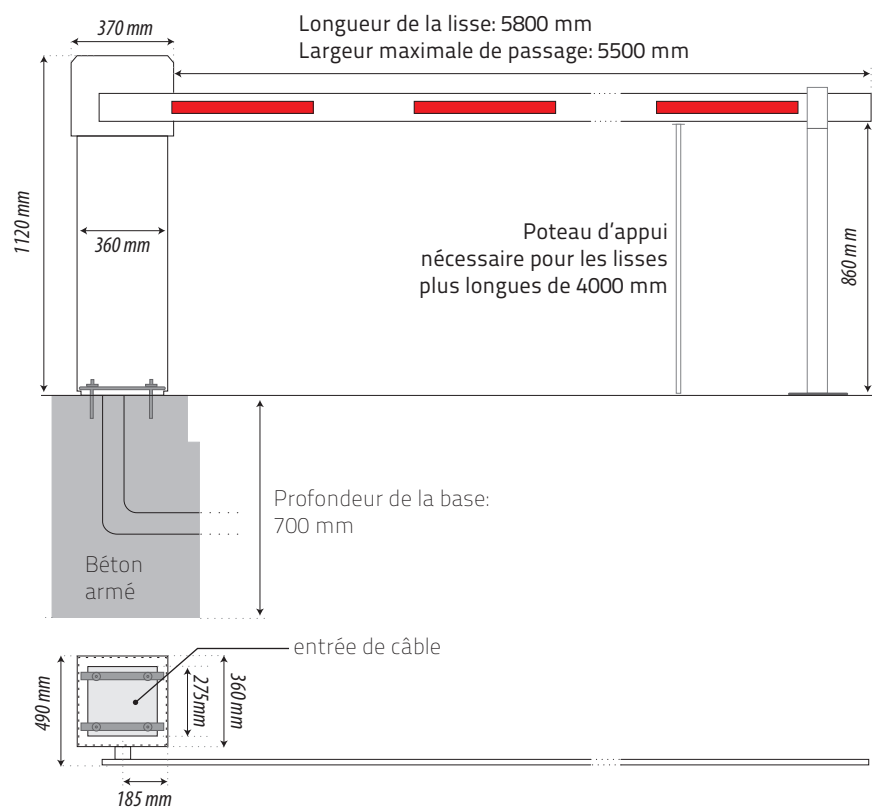 370 mm
Longueur de la lisse: 5800 mm
Largeur maximale de passage: 5500 mm
1120 mm
360 mm
Poteau d'appui
nécessaire pour les lisses
plus longues de 4000 mm
860 m m
Profondeur de la base:
700 mm
Béton
armé
entrée de câble
490 mm
275mm
360mm
185 mm